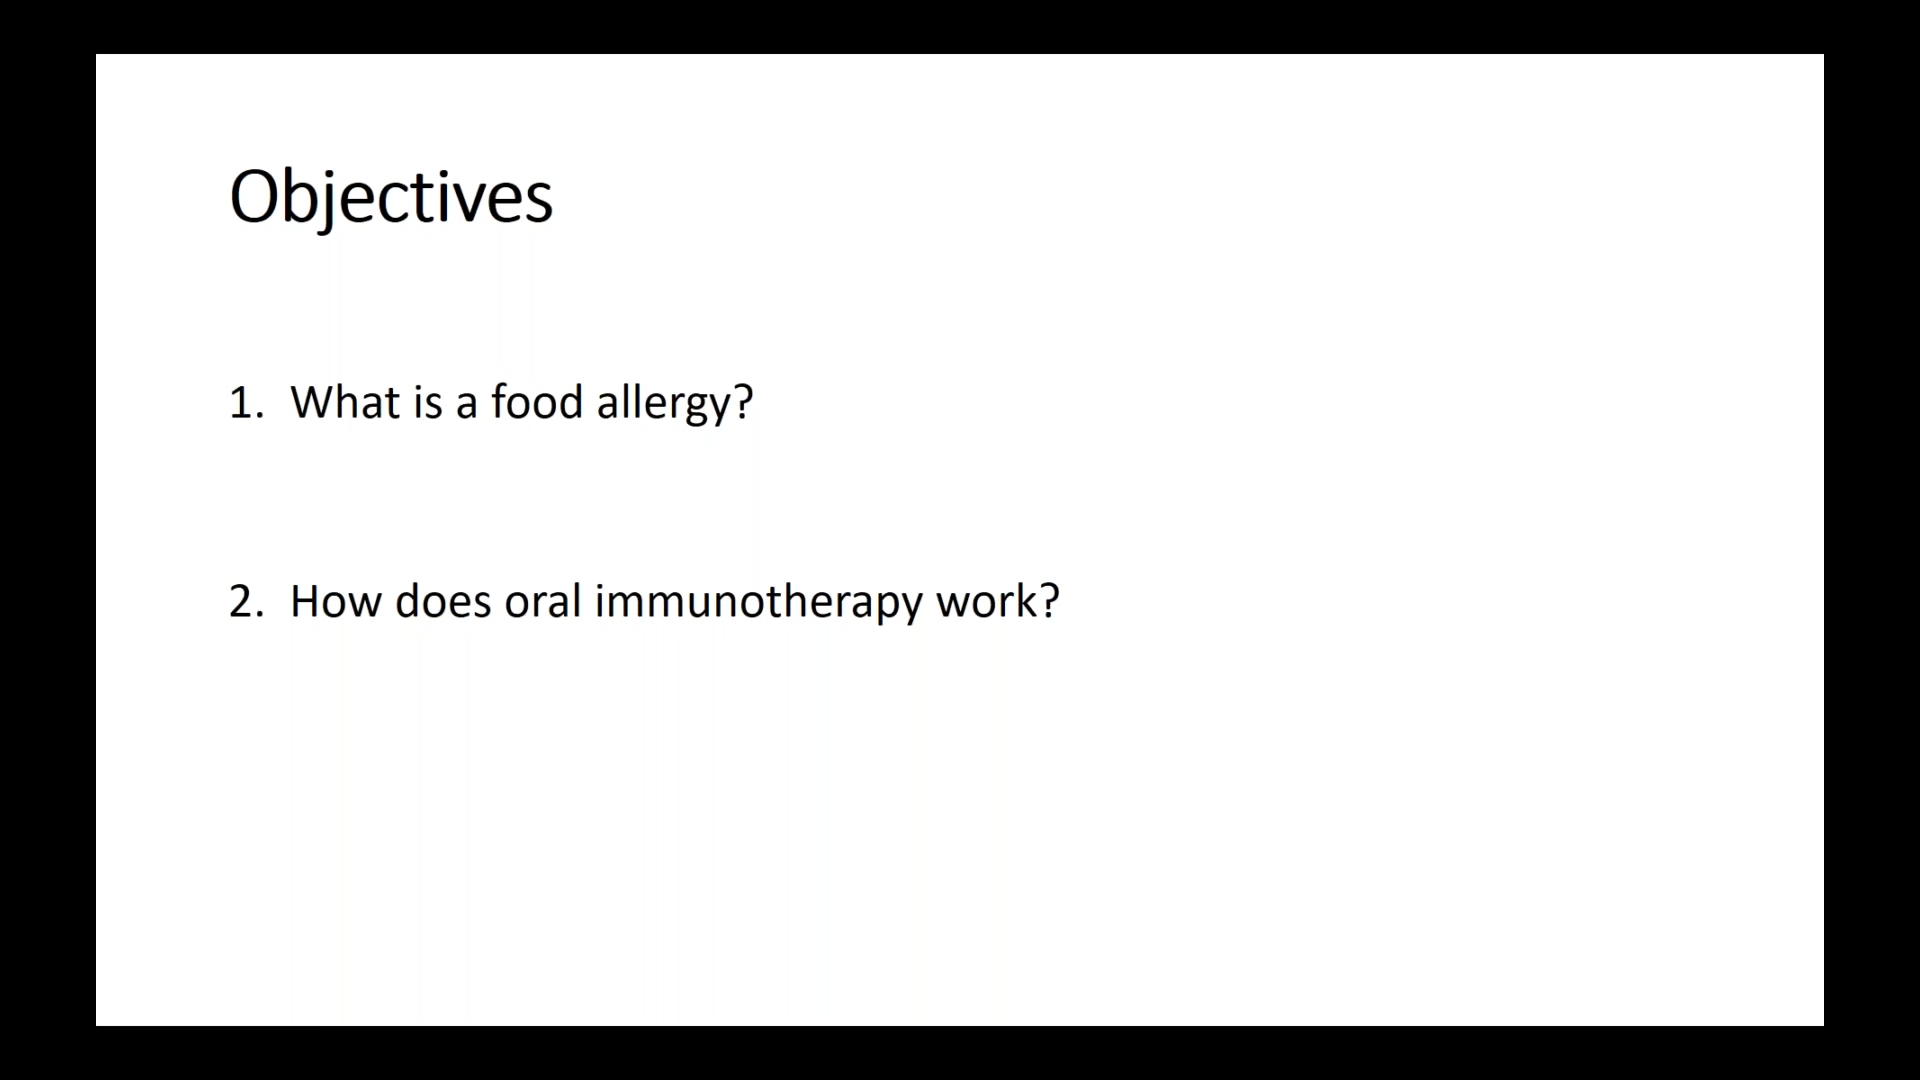 Objectives
1. What is a food allergy?
2. How does oral immunotherapy work?